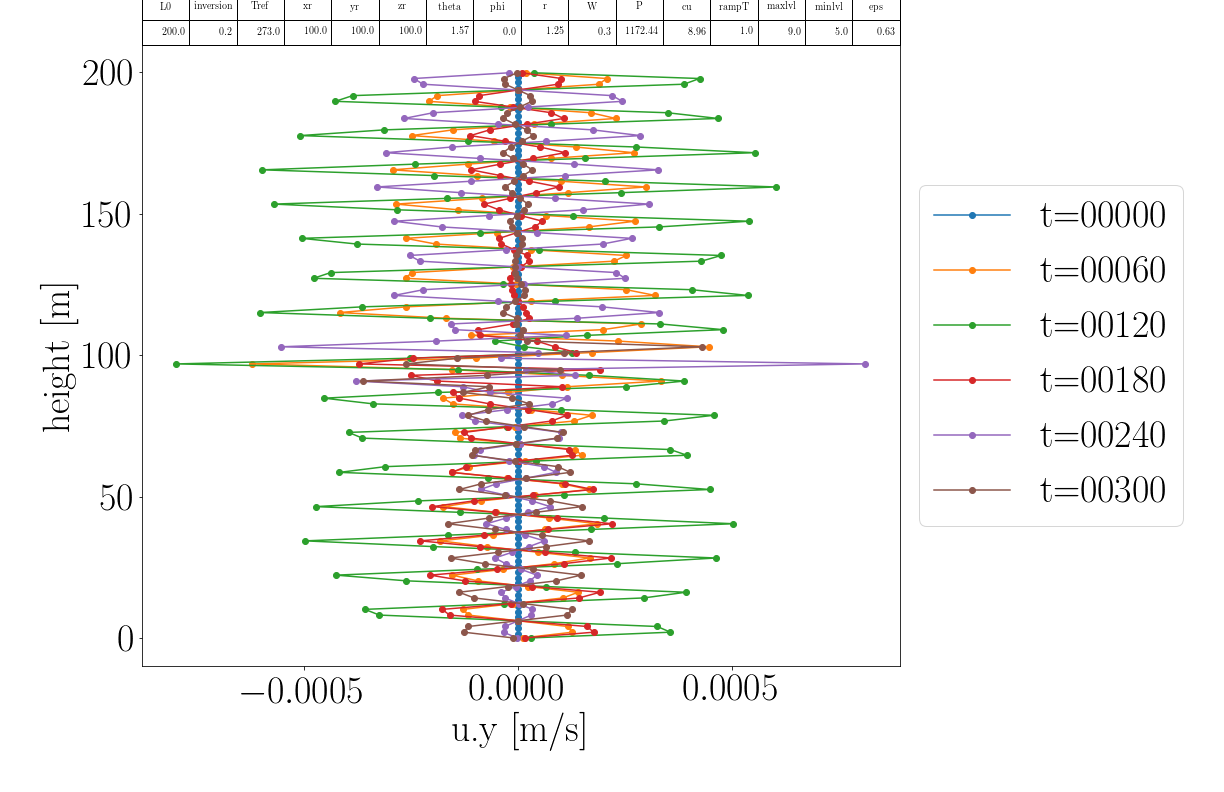 L0 inversion Tref xr yr zr theta phi r W P cu rampT maxlvl minlvl eps
200.0 0.2 273.0 100.0 100.0 100.0 1.57 0.0 1.25 0.3 1172.44 8.96 1.0 9.0 5.0 0.63
200
150
100
50
0
height [m]
−0.0005 0.0000 0.0005
u.y [m/s]
t=00000
t=00060
t=00120
t=00180
t=00240
t=00300